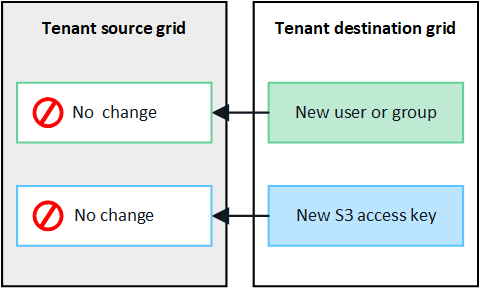 Tenant source grid
Tenant destination grid
No change
New user or group
No change
New S3 access key